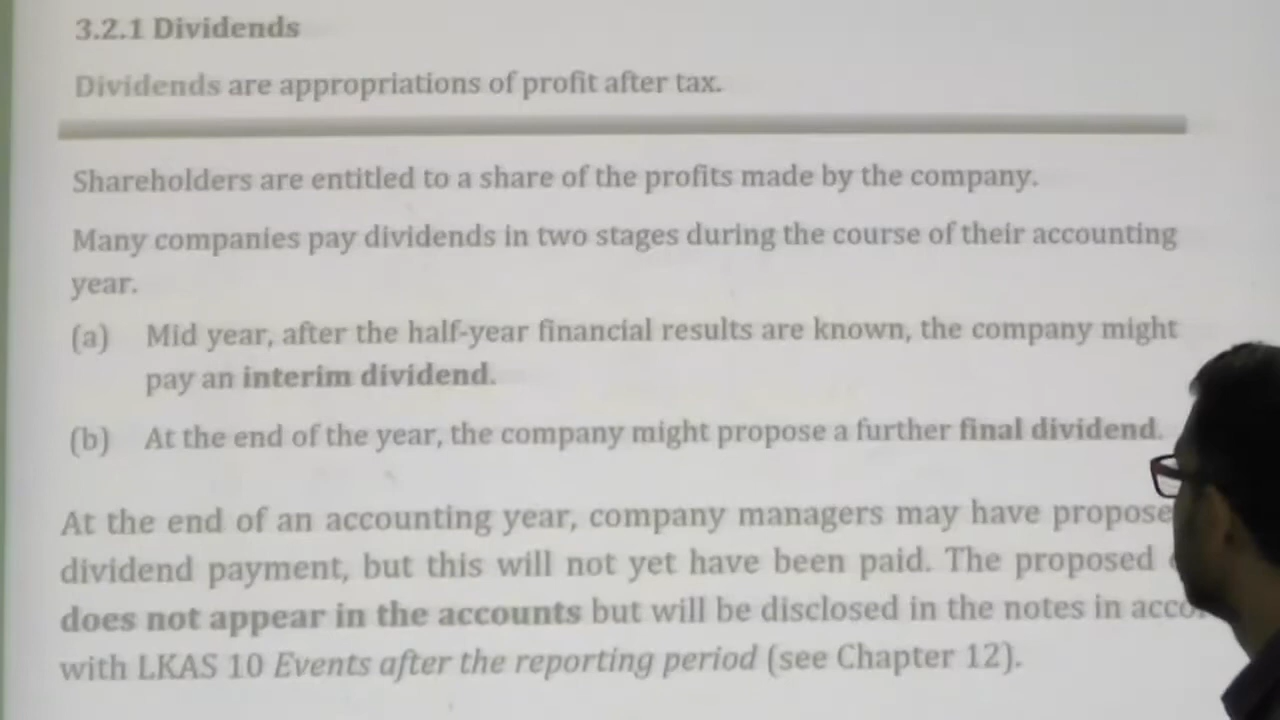 3.2.1 Dividends
Dividends are appropriations of profit after tax.
Shareholders are entitled to a share of the profits made by the company.
Many companies pay dividends in two stages during the course of their accounting
year.
(a) Mid year, after the half-year financial results are known, the company might
pay an interim dividend.
(b) At the end of the year, the company might propose a further final dividend.
At the end of an accounting year, company managers may have propose
dividend payment, but this will not yet have been paid. The proposed
does not appear in the accounts but will be disclosed in the notes in acco
with LKAS 10 Events after the reporting period (see Chapter 12).